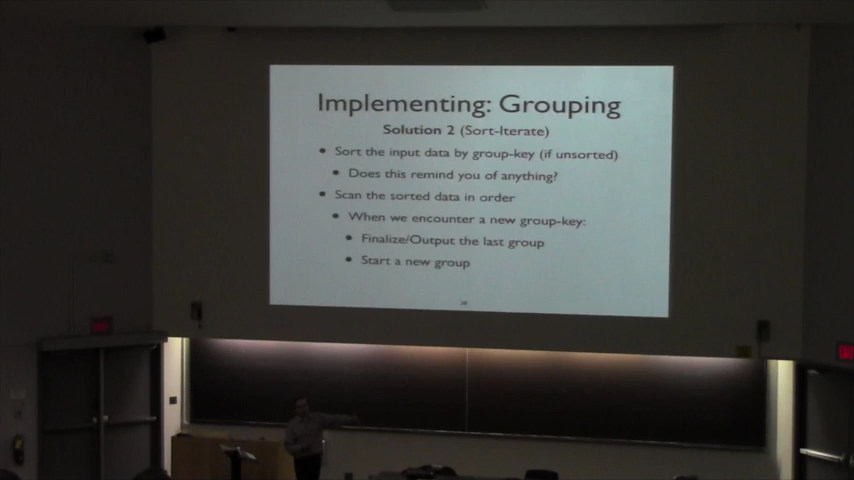 Implementing: Grouping
Solution 2 (Sort-Iterate)
• Sort the input data by group-key (if unsorted)
• Does this remind you of anything?
• Scan the sorted data in order
• When we encounter a new group-key:
• Finalize/Output the last group
• Start a new group